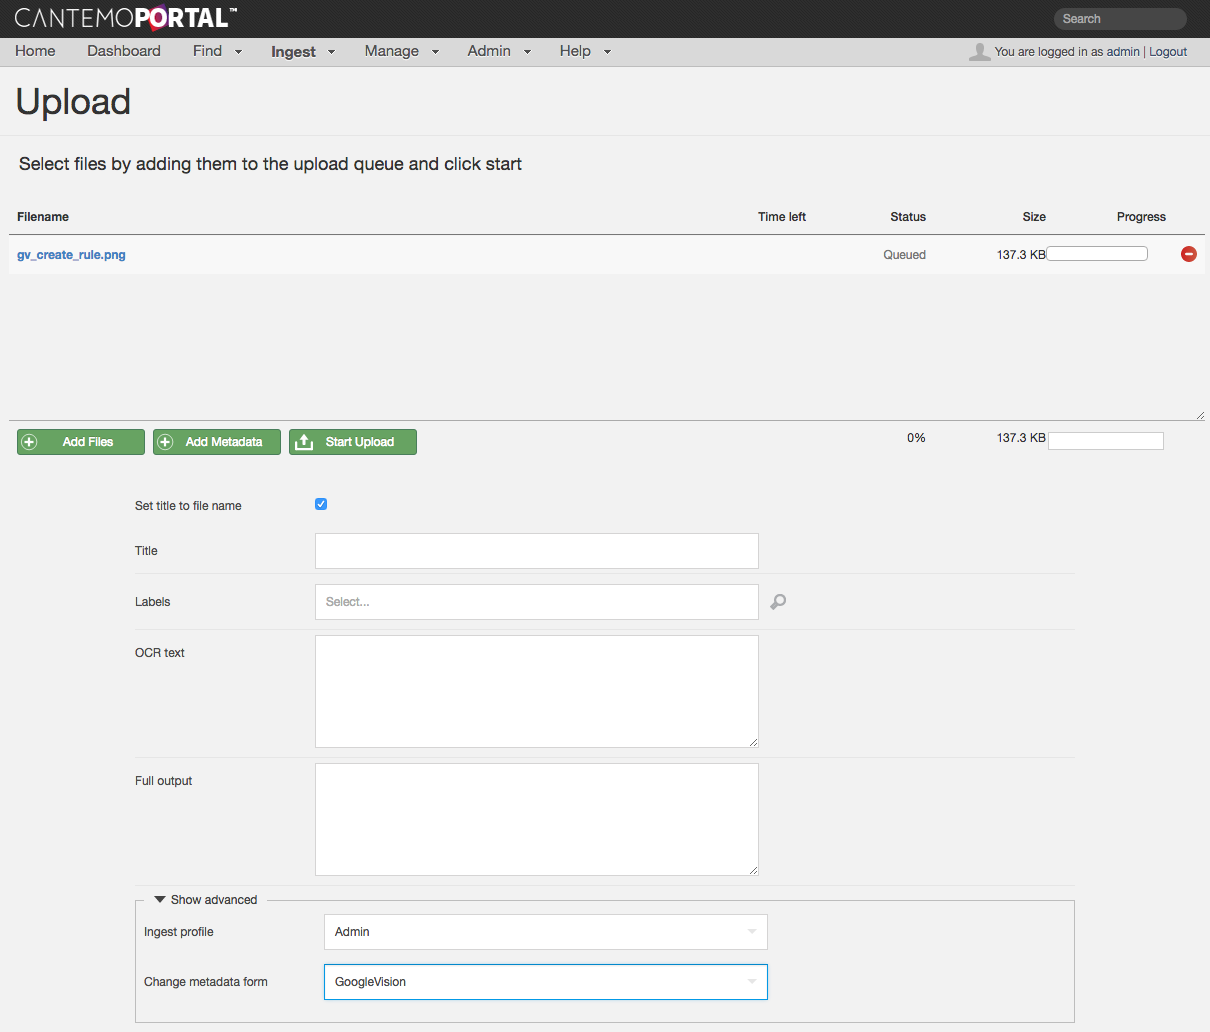 CANTEMOPORTAL™
Search
Home Dashboard Find Ingest Manage Admin Help You are logged in as admin | Logout
Upload
Select files by adding them to the upload queue and click start
Filename Time left Status Size Progress
gv_create_rule.png Queued 137.3 KB
Add Files Add Metadata Start Upload 0% 137.3 KB
Set title to file name
Title
Labels Select...
OCR text
Full output
Show advanced
Ingest profile Admin
Change metadata form GoogleVision